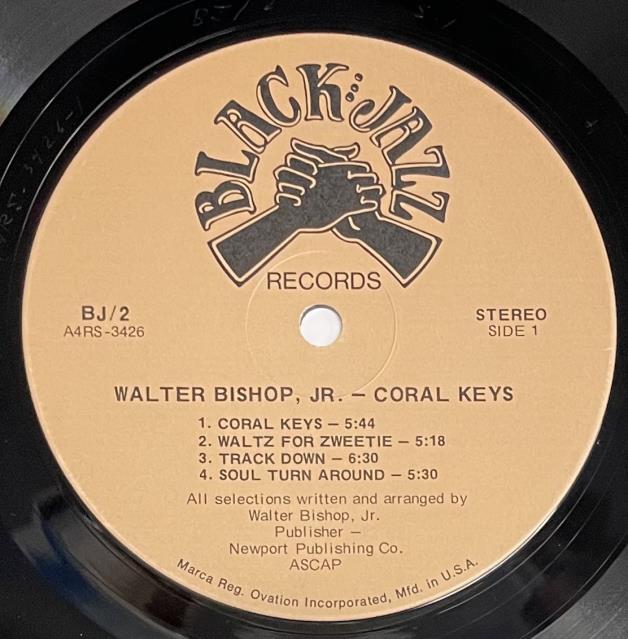 BLACK JAZZ
RECORDS
BJ/2
A4RS-3426
STEREO
SIDE 1
WALTER BISHOP, JR. — CORAL KEYS
1. CORAL KEYS — 5:44
2. WALTZ FOR ZWEETIE — 5:18
3. TRACK DOWN — 6:30
4. SOUL TURN AROUND — 5:30
All selections written and arranged by
Walter Bishop, Jr.
Publisher —
Newport Publishing Co.
ASCAP
Marca Reg. Ovation Incorporated, Mfd. in U.S.A.